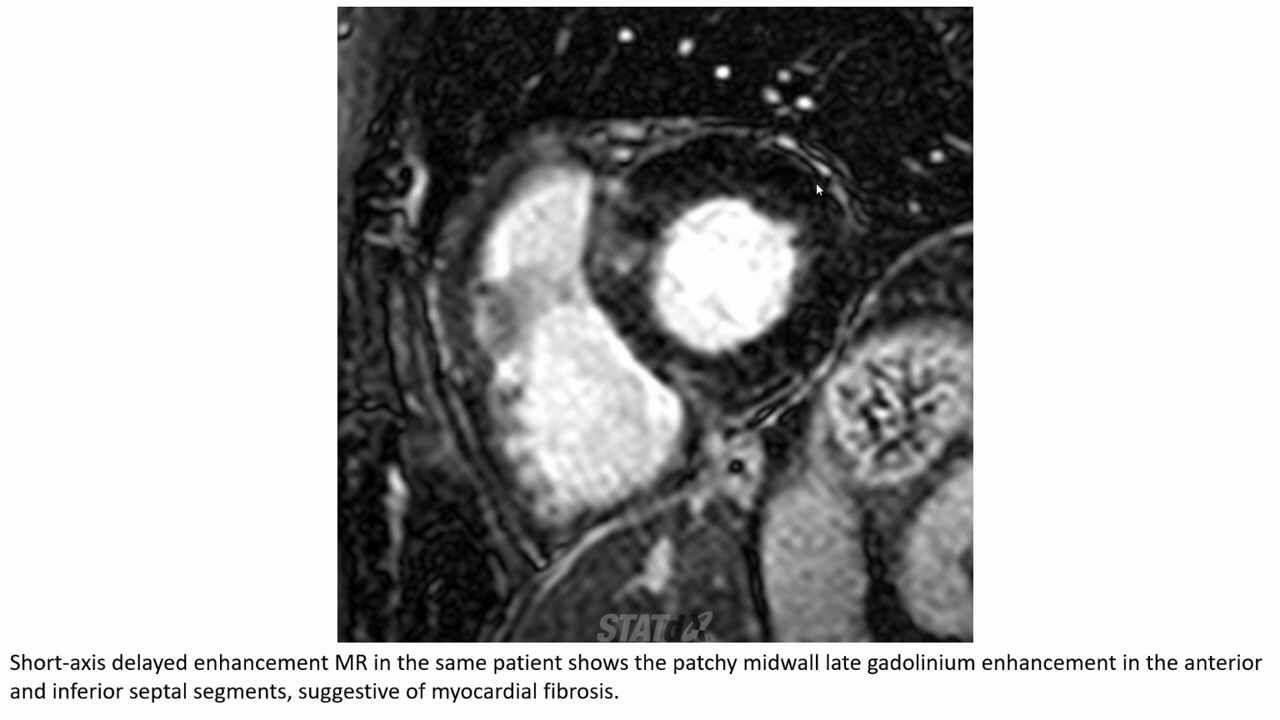 STATdx
Short-axis delayed enhancement MR in the same patient shows the patchy midwall late gadolinium enhancement in the anterior
and inferior septal segments, suggestive of myocardial fibrosis.